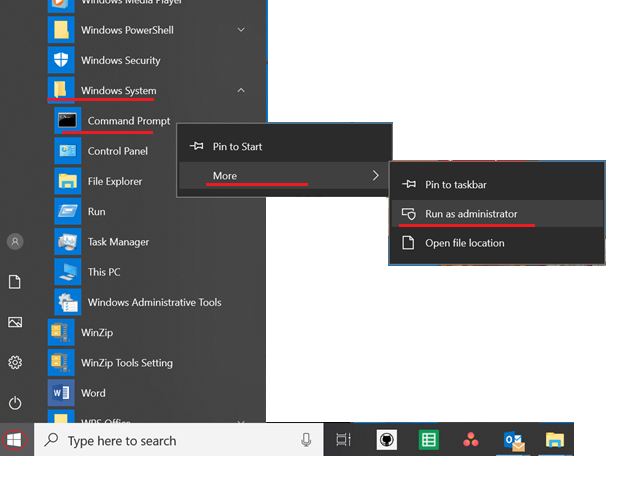 Windows Media Player
Windows PowerShell
Windows Security
Windows System
Command Prompt
Control Panel
File Explorer
Run
Task Manager
This PC
Windows Administrative Tools
WinZip
WinZip Tools Setting
Word
WPS Office
Pin to Start
More
Pin to taskbar
Run as administrator
Open file location
Type here to search